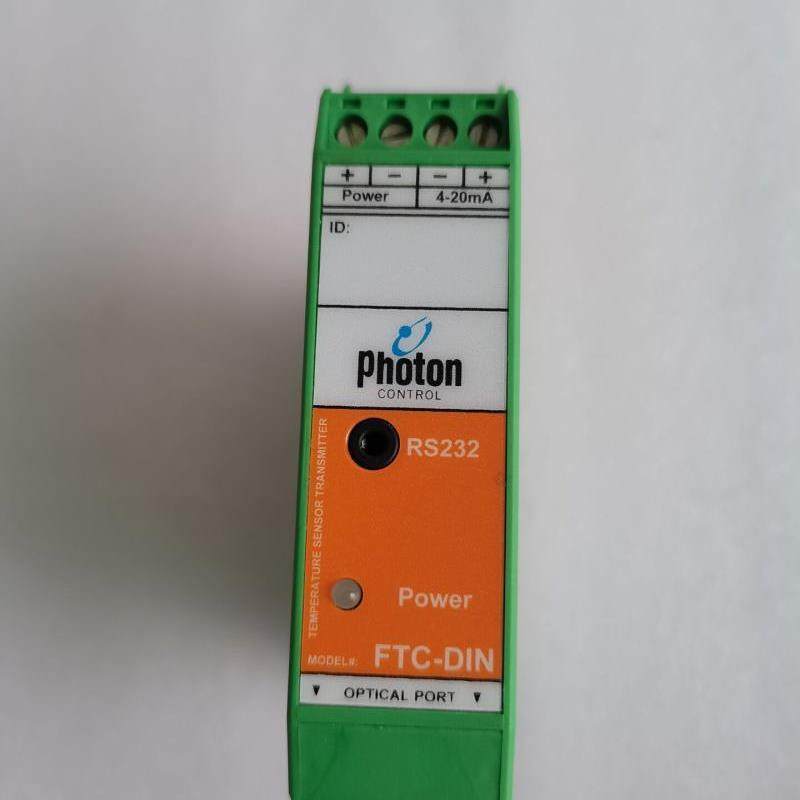 + − − +
Power 4-20mA
ID:
Photon
CONTROL
RS232
TEMPERATURE SENSOR TRANSMITTER
Power
MODEL#: FTC-DIN
▼ OPTICAL PORT ▼